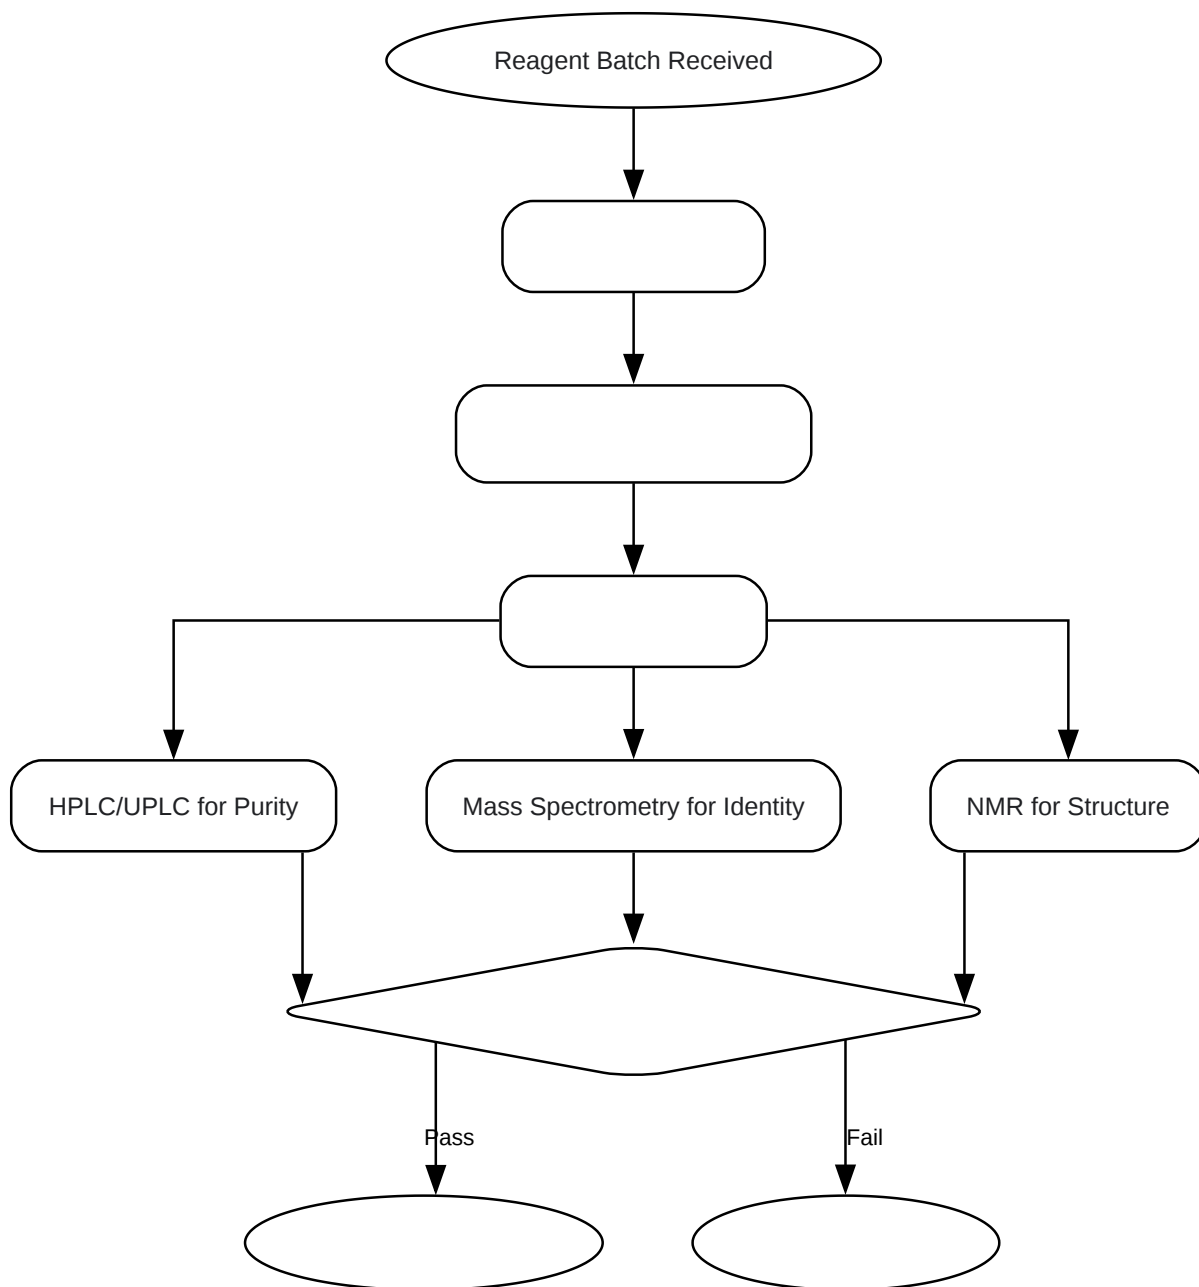 Reagent Batch Received
HPLC/UPLC for Purity
Mass Spectrometry for Identity
NMR for Structure
Pass
Fail